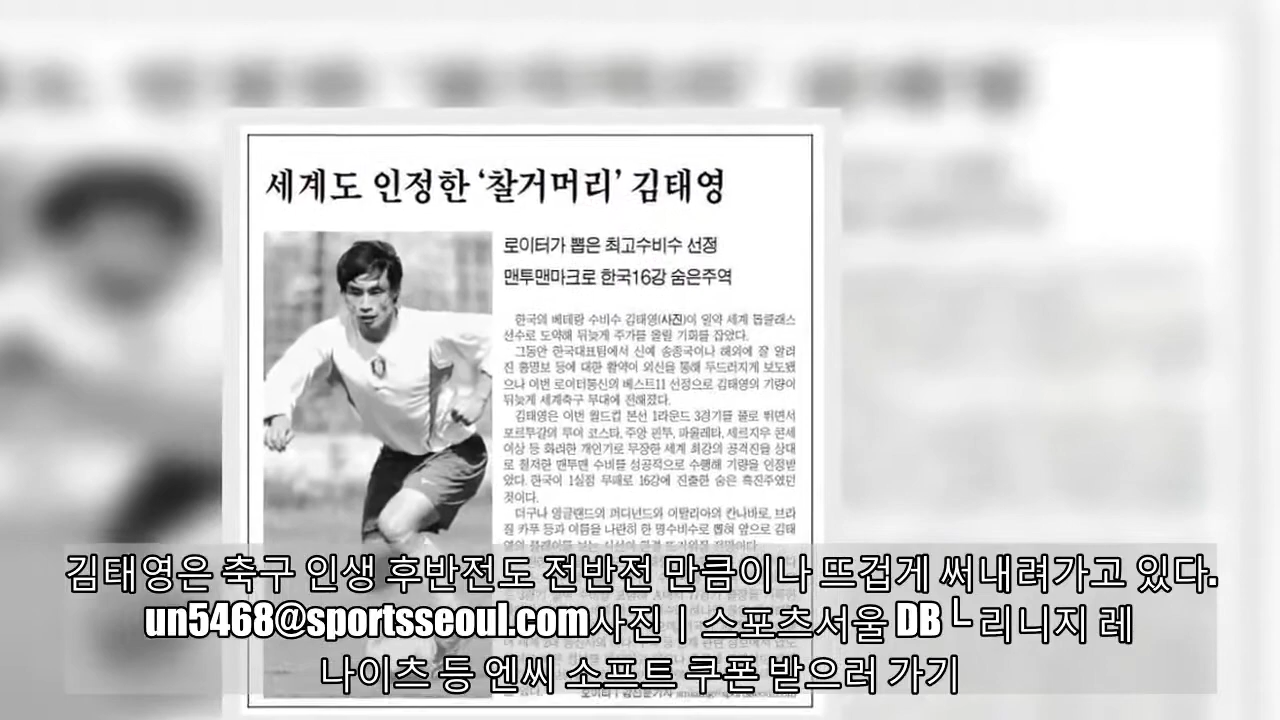 세계도 인정한 ‘찰거머리’ 김태영
로이터가 뽑은 최고수비수 선정
맨투맨마크로 한국16강 숨은주역
한국의 베테랑 수비수 김태영(사진)이 일약 세계 톱클래스
선수로 도약해 뒤늦게 주가를 올릴 기회를 잡았다.
그동안 한국대표팀에서 신예 송종국이나 해외에 잘 알려
진 홍명보 등에 대한 활약이 외신을 통해 두드러지게 보도됐
으나 이번 로이터통신의 베스트11 선정으로 김태영의 기량이
뒤늦게 세계축구 무대에 전해졌다.
김태영은 이번 월드컵 본선 1라운드 3경기를 풀로 뛰면서
포르투갈의 루이 코스타, 주앙 핀투, 파울레타, 세르지우 콘세
이상 등 화려한 개인기로 무장한 세계 최강의 공격진을 상대
로 철저한 맨투맨 수비를 성공적으로 수행해 기량을 인정받
았다. 한국이 1실점 무패로 16강에 진출한 숨은 흑진주였던
것이다.
더구나 잉글랜드의 퍼디난드와 이탈리아의 칸나바로, 브라
질 카푸 등과 이름을 나란히 한 명수비수로 뽑혀 앞으로 김태
김태영은 축구 인생 후반전도 전반전 만큼이나 뜨겁게 써내려가고 있다.
un5468@sportsseoul.com사진 | 스포츠서울 DB└ 리니지 레
나이츠 등 엔씨 소프트 쿠폰 받으러 가기